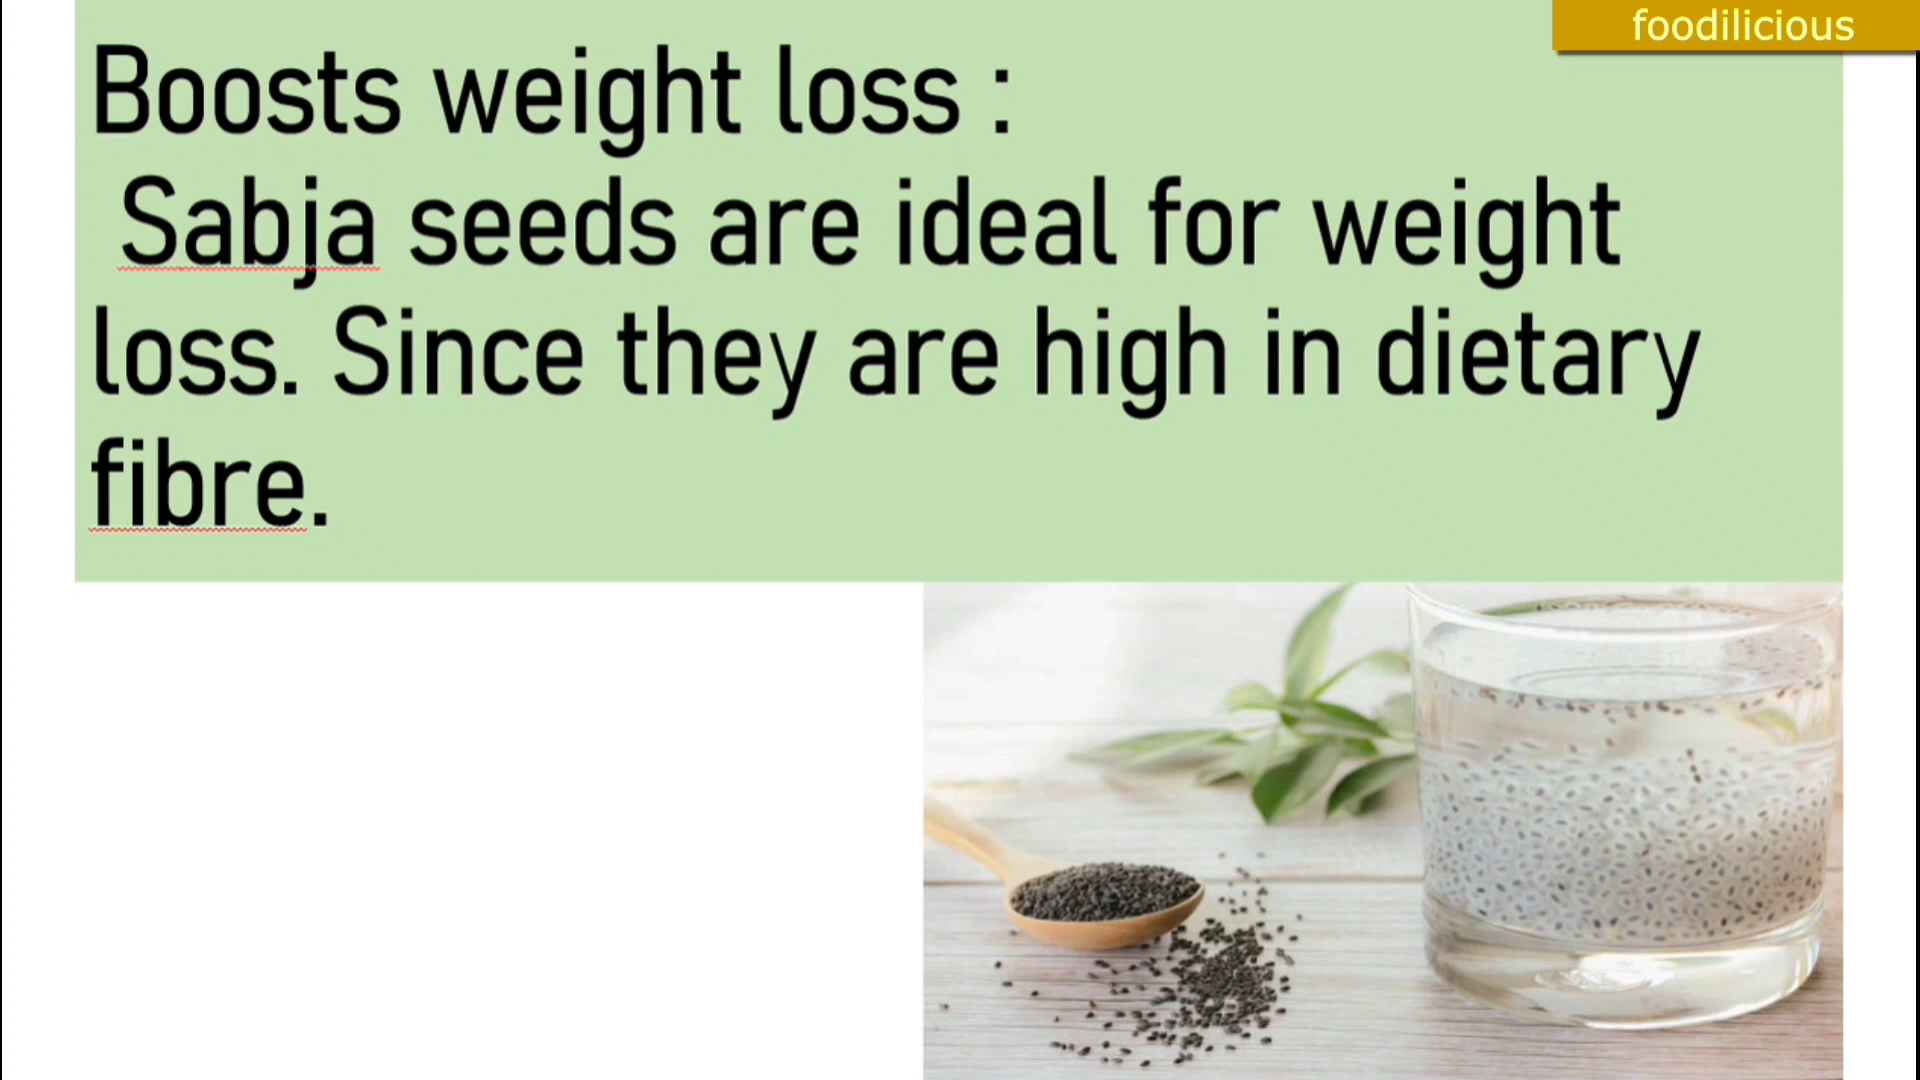 foodilicious
Boosts weight loss :
Sabja seeds are ideal for weight
loss. Since they are high in dietary
fibre.